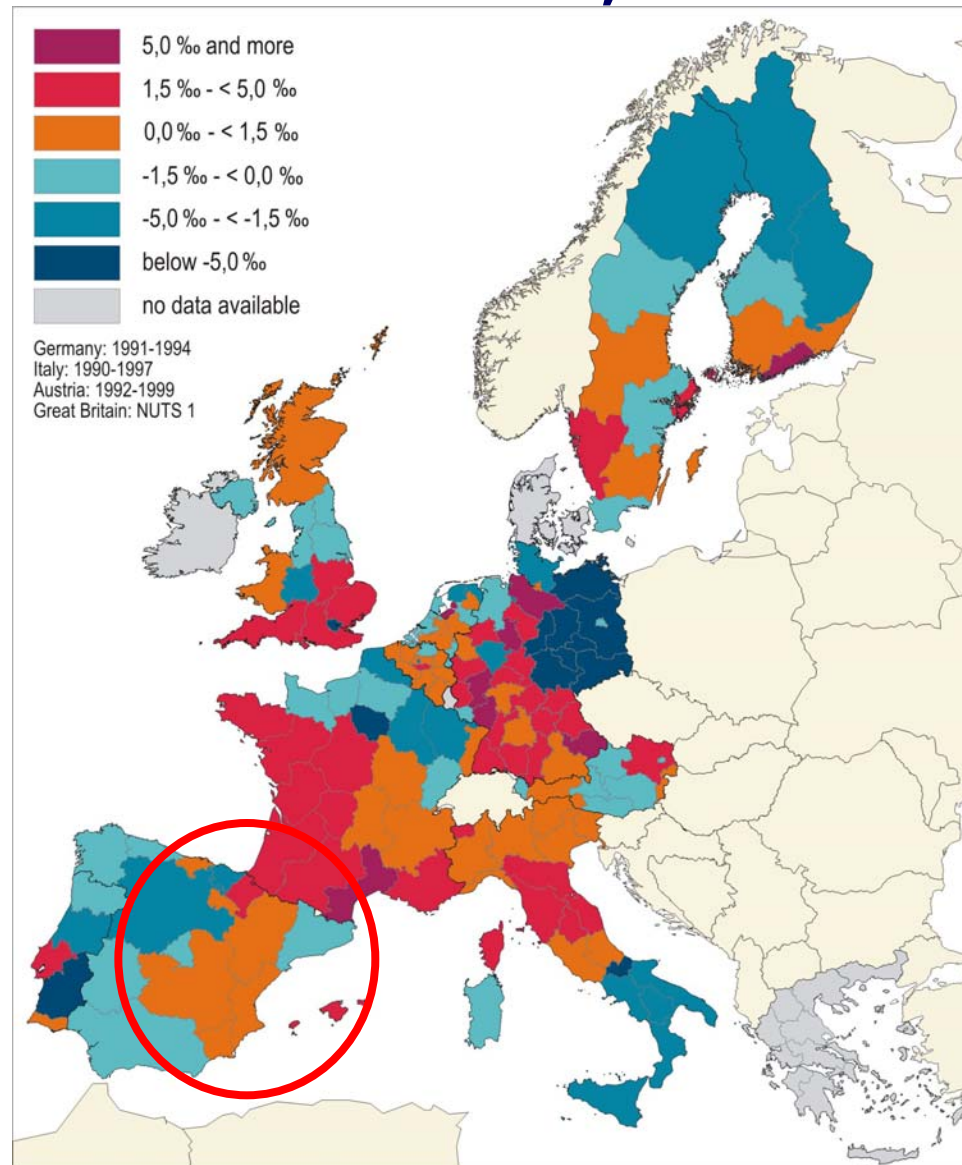 5,0 ‰ and more
1,5 ‰ - < 5,0 ‰
0,0 ‰ - < 1,5 ‰
-1,5 ‰ - < 0,0 ‰
-5,0 ‰ - < -1,5 ‰
below -5,0 ‰
no data available
Germany: 1991-1994
Italy: 1990-1997
Austria: 1992-1999
Great Britain: NUTS 1